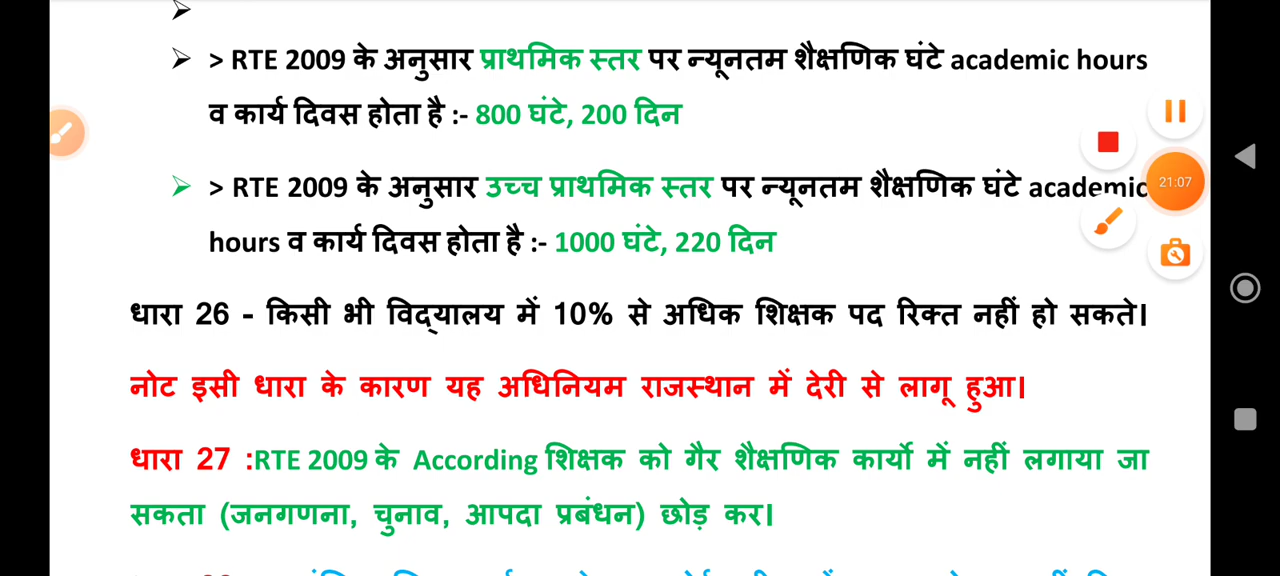 > RTE 2009 के अनुसार प्राथमिक स्तर पर न्यूनतम शैक्षणिक घंटे academic hours
व कार्य दिवस होता है :- 800 घंटे, 200 दिन
> RTE 2009 के अनुसार उच्च प्राथमिक स्तर पर न्यूनतम शैक्षणिक घंटे academic
hours व कार्य दिवस होता है :- 1000 घंटे, 220 दिन
21:07
धारा 26 - किसी भी विद्यालय में 10% से अधिक शिक्षक पद रिक्त नहीं हो सकते।
नोट इसी धारा के कारण यह अधिनियम राजस्थान में देरी से लागू हुआ।
धारा 27 :RTE 2009 के According शिक्षक को गैर शैक्षणिक कार्यो में नहीं लगाया जा
सकता (जनगणना, चुनाव, आपदा प्रबंधन) छोड़ कर।